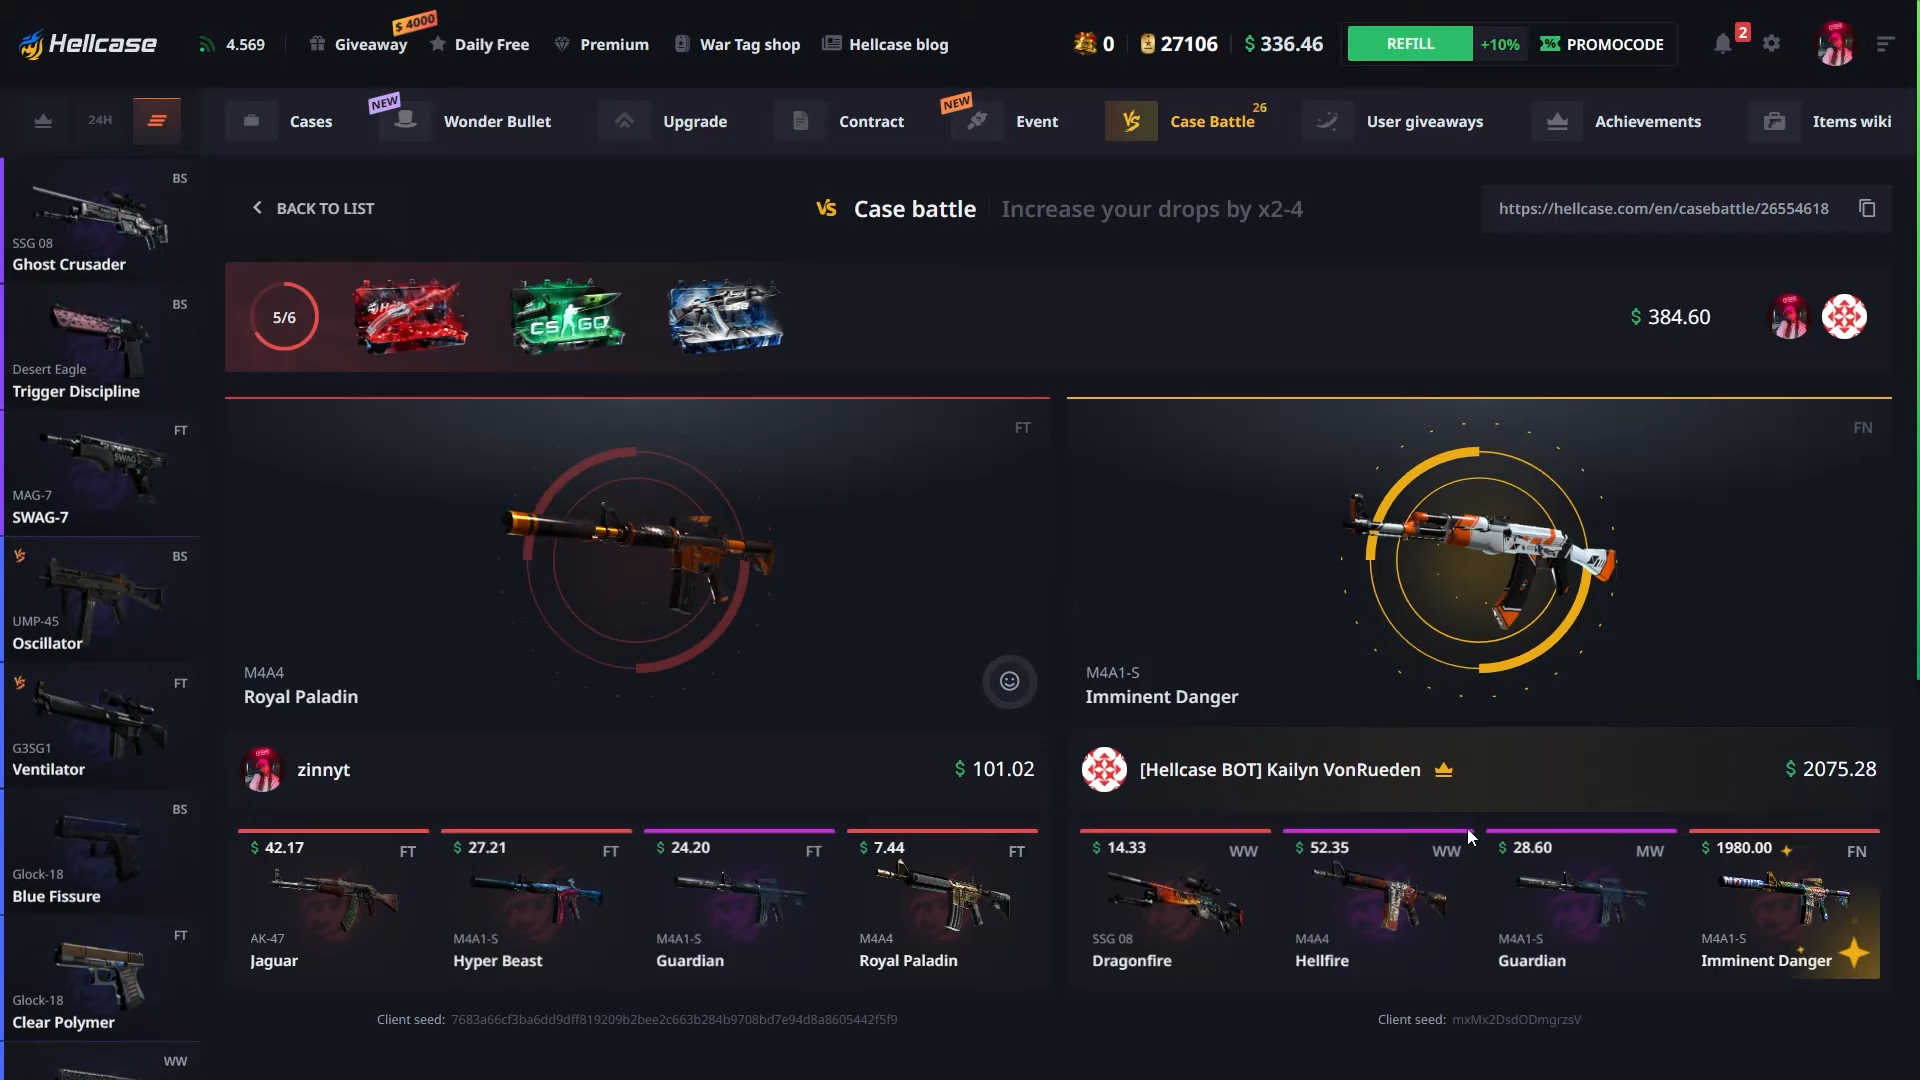 Hellcase
4.569
Giveaway
$ 4000
Daily Free
Premium
War Tag shop
Hellcase blog
0
27106
$ 336.46
REFILL
+10%
PROMOCODE
2
24H
Cases
NEW
Wonder Bullet
Upgrade
Contract
NEW
Event
VS
Case Battle
26
User giveaways
Achievements
Items wiki
BS
SSG 08
Ghost Crusader
BS
Desert Eagle
Trigger Discipline
FT
MAG-7
SWAG-7
VS
BS
UMP-45
Oscillator
VS
FT
G3SG1
Ventilator
BS
Glock-18
Blue Fissure
FT
Glock-18
Clear Polymer
WW
BACK TO LIST
VS
Case battle
Increase your drops by x2-4
https://hellcase.com/en/casebattle/26554618
5/6
CS GO
$ 384.60
FT
M4A4
Royal Paladin
FN
M4A1-S
Imminent Danger
zinnyt
$ 101.02
[Hellcase BOT] Kailyn VonRueden
$ 2075.28
$ 42.17
FT
AK-47
Jaguar
$ 27.21
FT
M4A1-S
Hyper Beast
$ 24.20
FT
M4A1-S
Guardian
$ 7.44
FT
M4A4
Royal Paladin
$ 14.33
WW
SSG 08
Dragonfire
$ 52.35
WW
M4A4
Hellfire
$ 28.60
MW
M4A1-S
Guardian
$ 1980.00
FN
M4A1-S
Imminent Danger
Client seed: 7683a66cf3ba6dd9dff819209b2bee2c663b284b9708bd7e94d8a8605442f5f9
Client seed: mxMx2DsdODmgrzsV